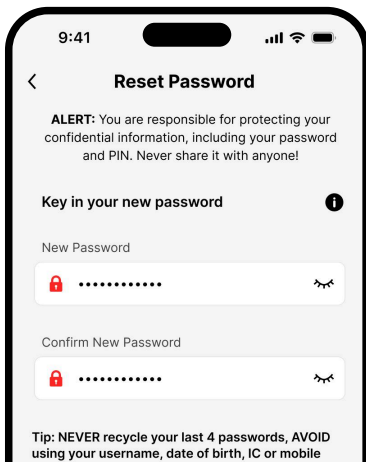 9:41
Reset Password
ALERT: You are responsible for protecting your
confidential information, including your password
and PIN. Never share it with anyone!
Key in your new password
New Password
••••••••••••
Confirm New Password
••••••••••••
Tip: NEVER recycle your last 4 passwords, AVOID
using your username, date of birth, IC or mobile